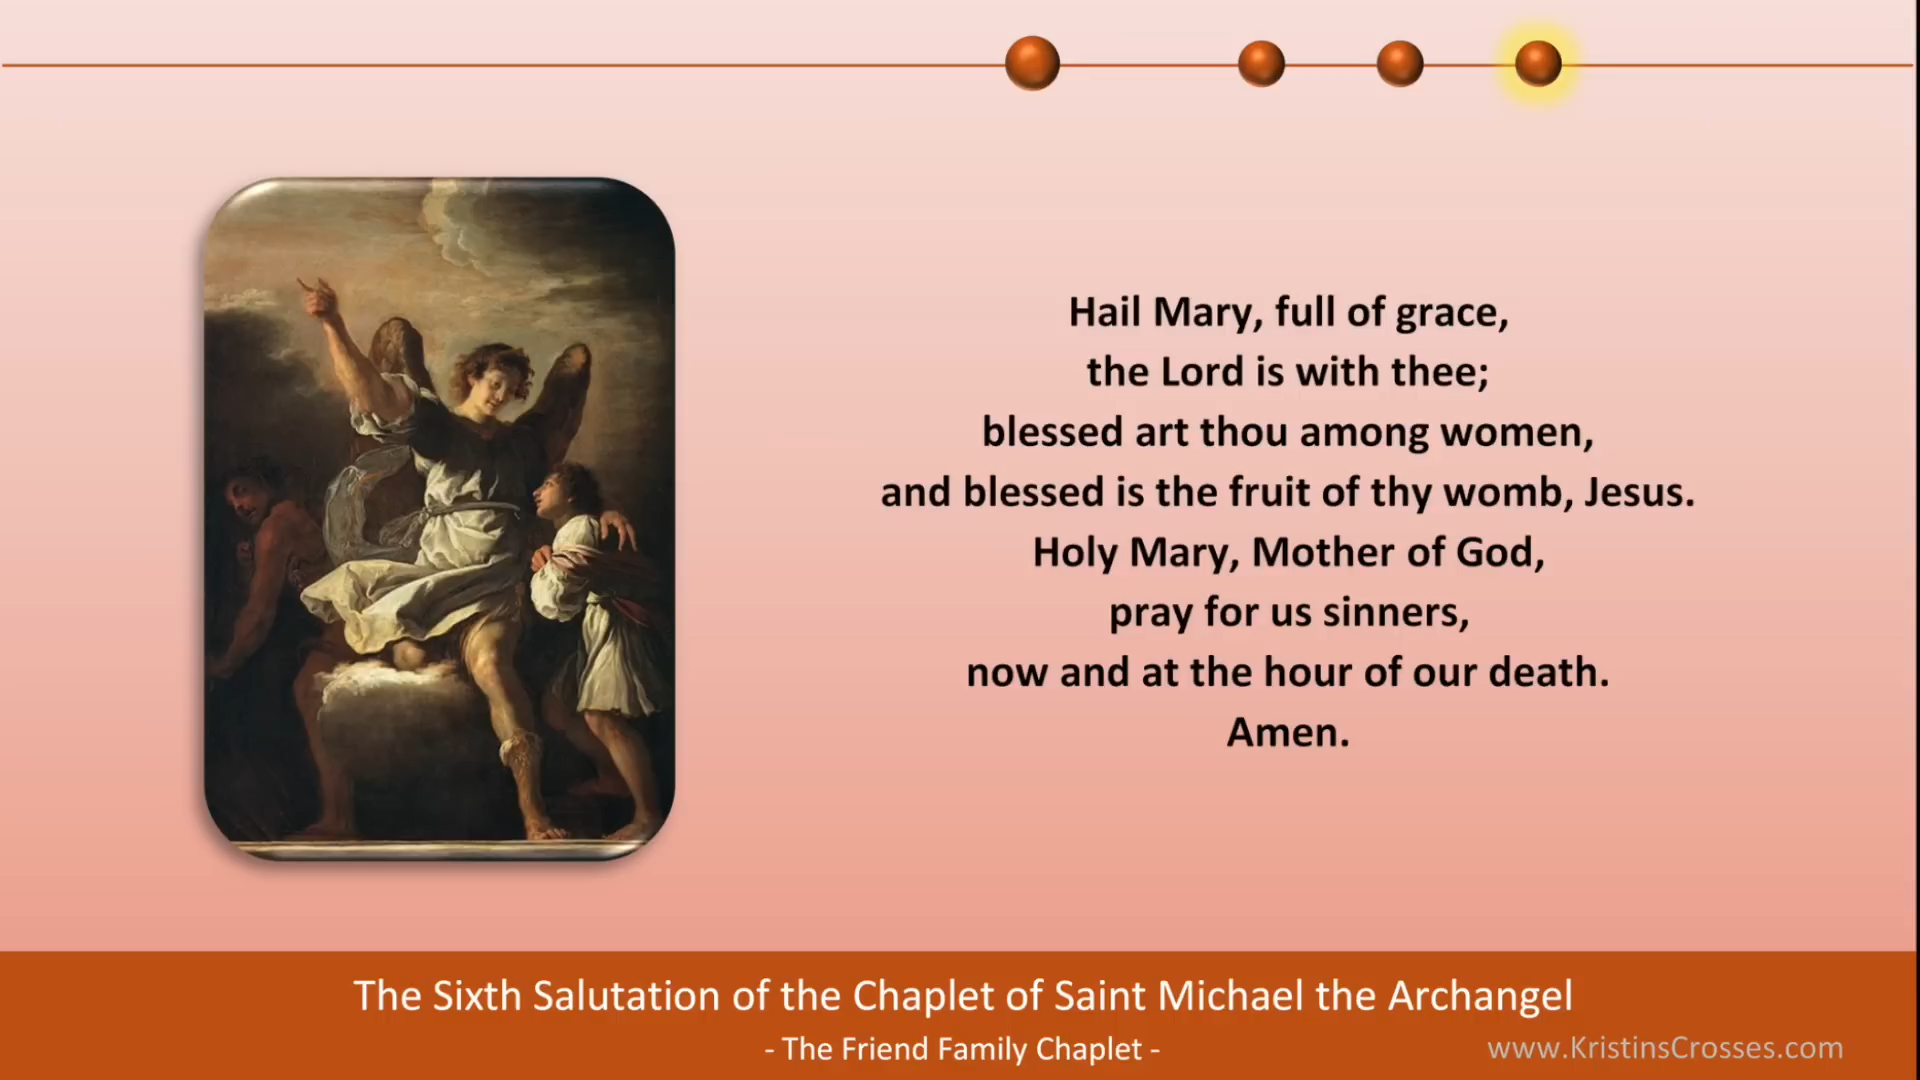 Hail Mary, full of grace,
the Lord is with thee;
blessed art thou among women,
and blessed is the fruit of thy womb, Jesus.
Holy Mary, Mother of God,
pray for us sinners,
now and at the hour of our death.
Amen.
The Sixth Salutation of the Chaplet of Saint Michael the Archangel
- The Friend Family Chaplet -
www.KristinsCrosses.com